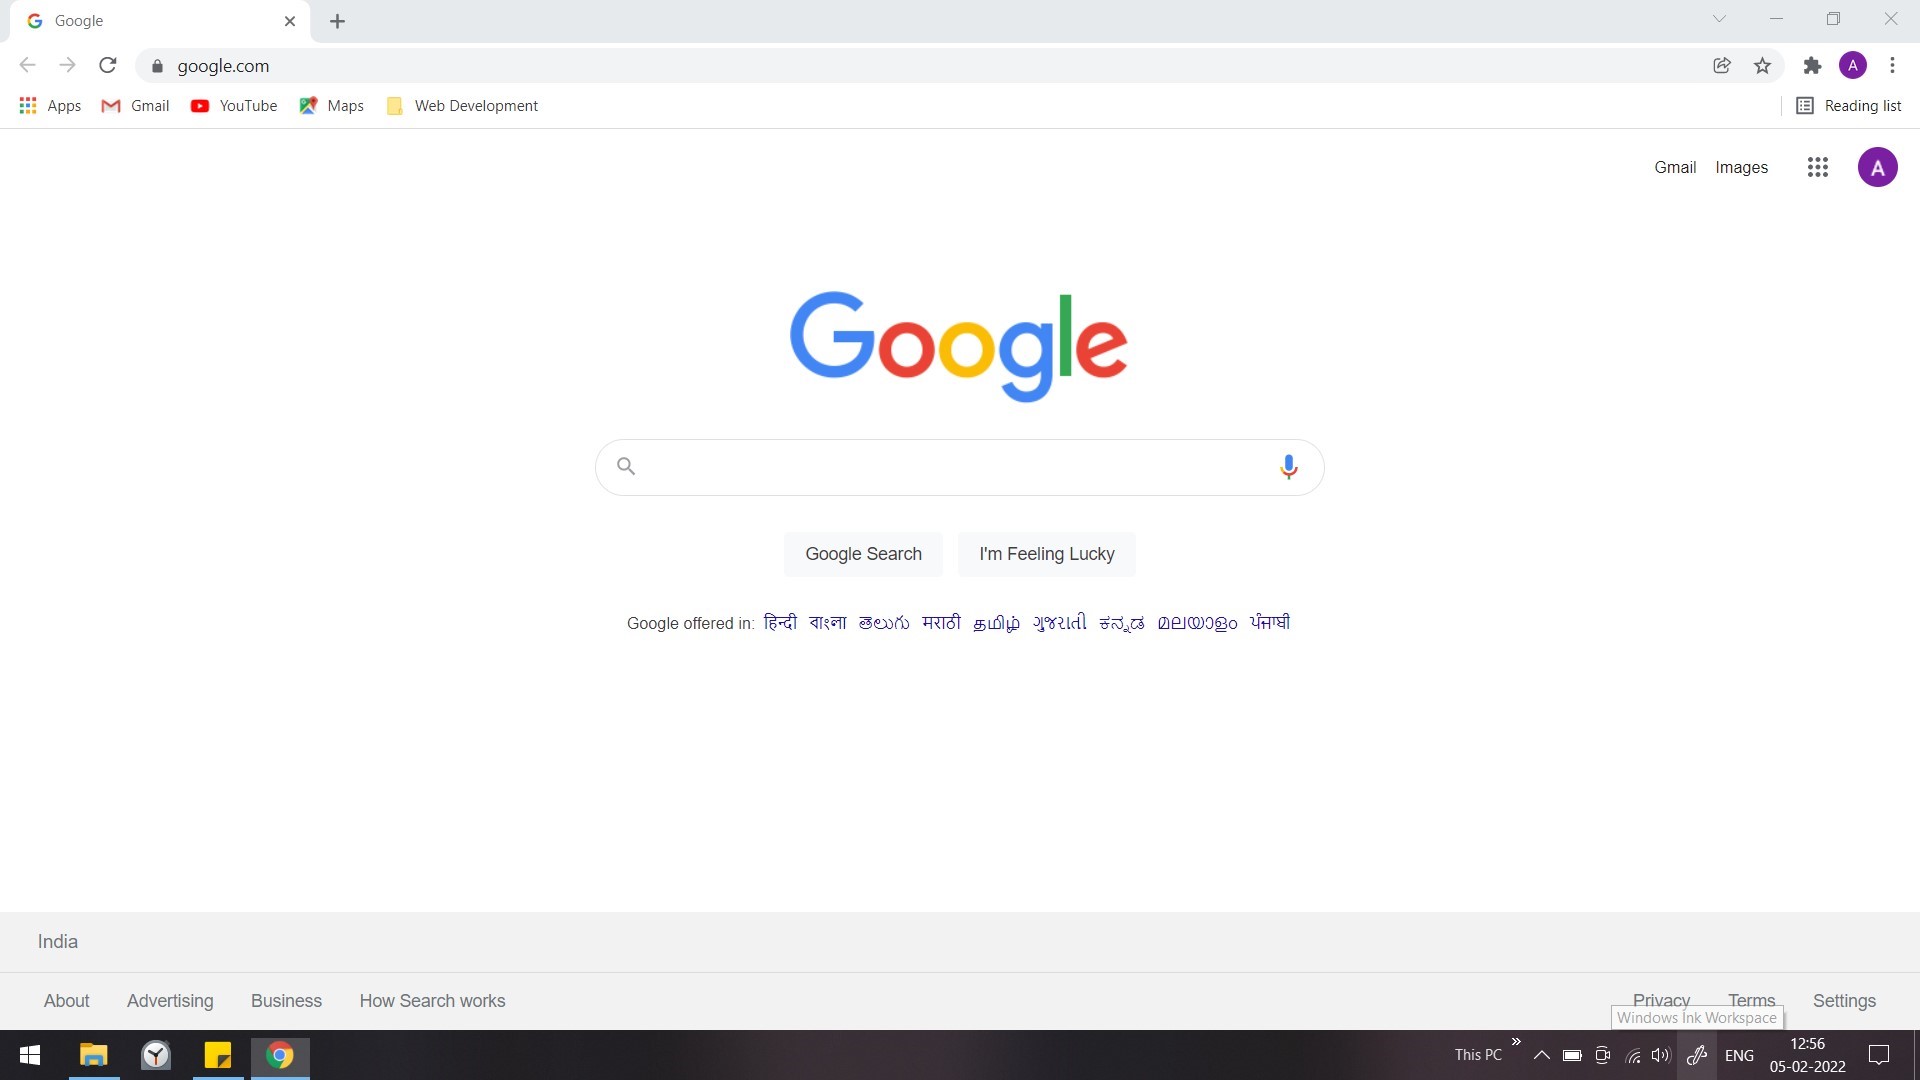 Google
google.com
Apps Gmail YouTube Maps Web Development Reading list
Gmail Images A
Google
Google Search I'm Feeling Lucky
Google offered in: हिन्दी বাংলা తెలుగు मराठी தமிழ் ગુજરાતી ಕನ್ನಡ മലയാളം ਪੰਜਾਬੀ
India
About Advertising Business How Search works Privacy Terms Settings
Windows Ink Workspace
This PC ENG 12:56
05-02-2022